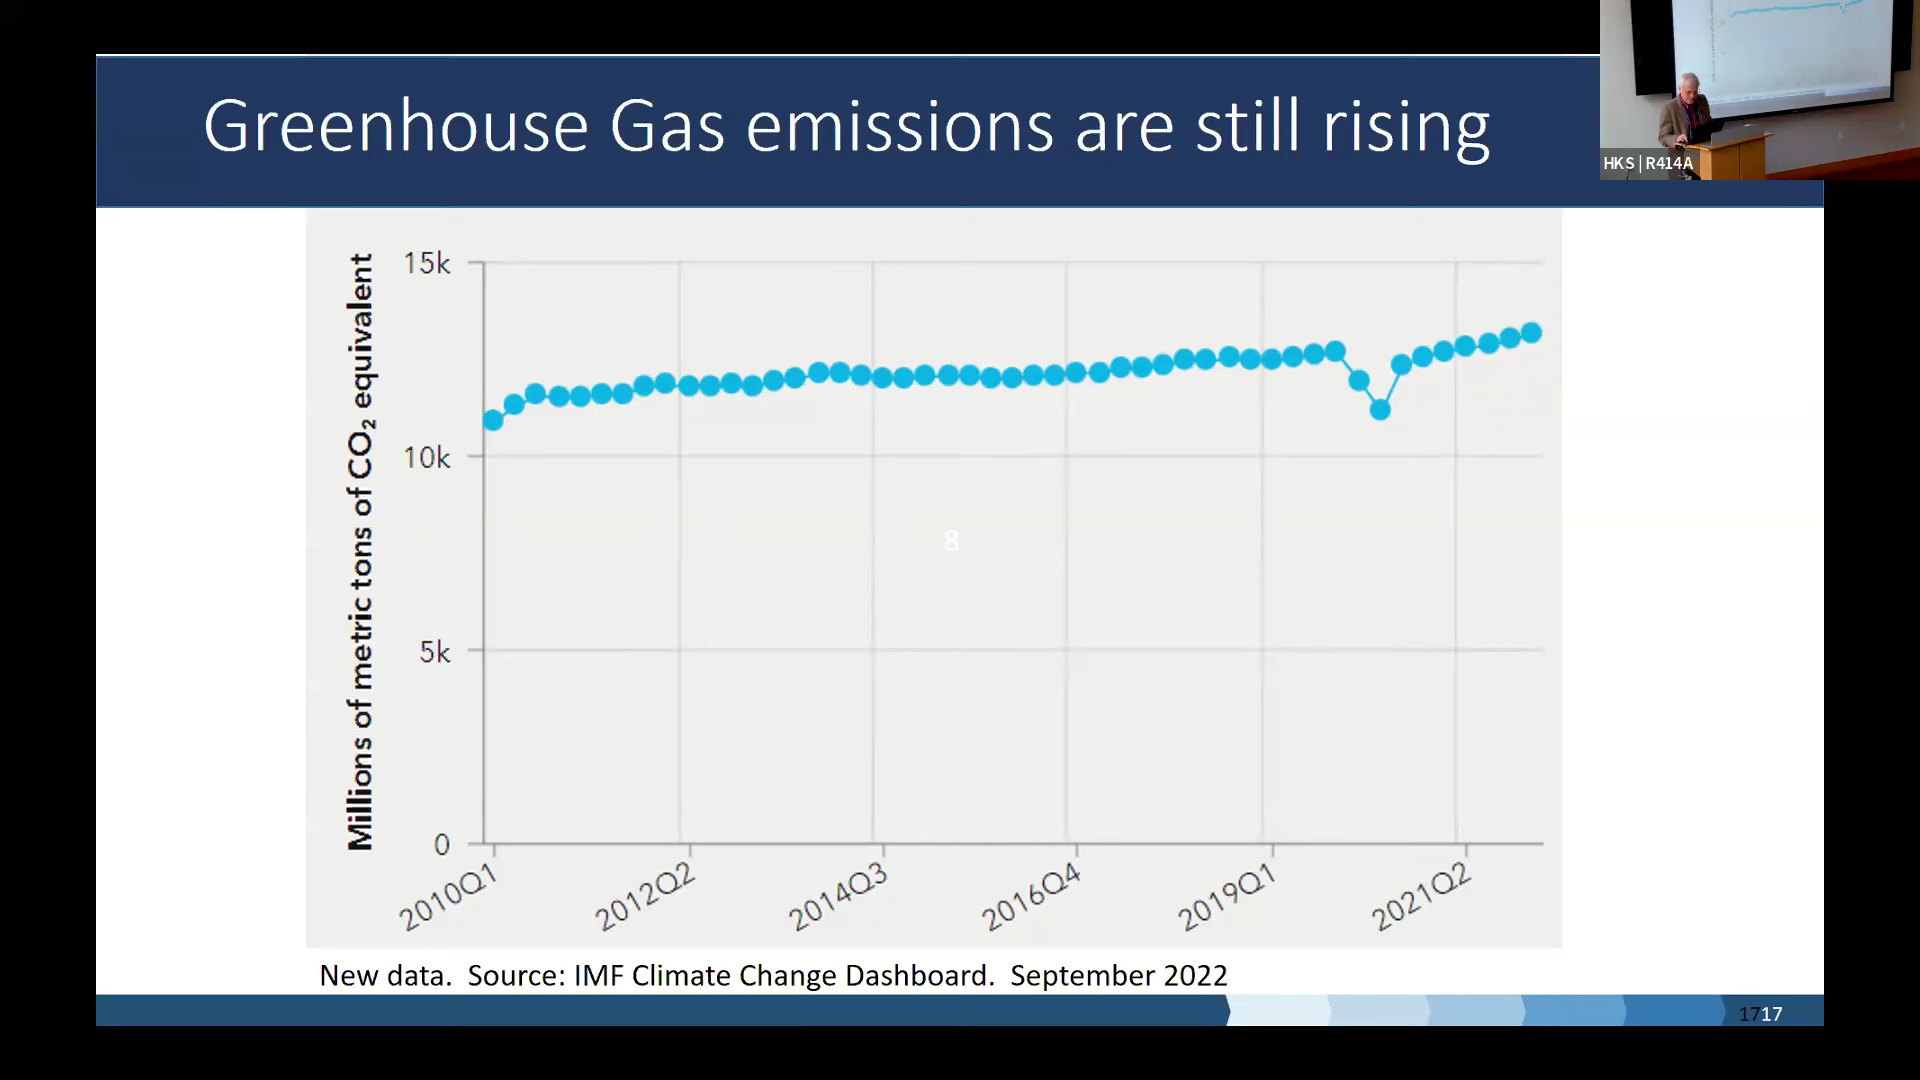 Greenhouse Gas emissions are still rising
HKS | R414A
Millions of metric tons of CO₂ equivalent
15k
10k
5k
0
8
2010Q1
2012Q2
2014Q3
2016Q4
2019Q1
2021Q2
New data. Source: IMF Climate Change Dashboard. September 2022
1717